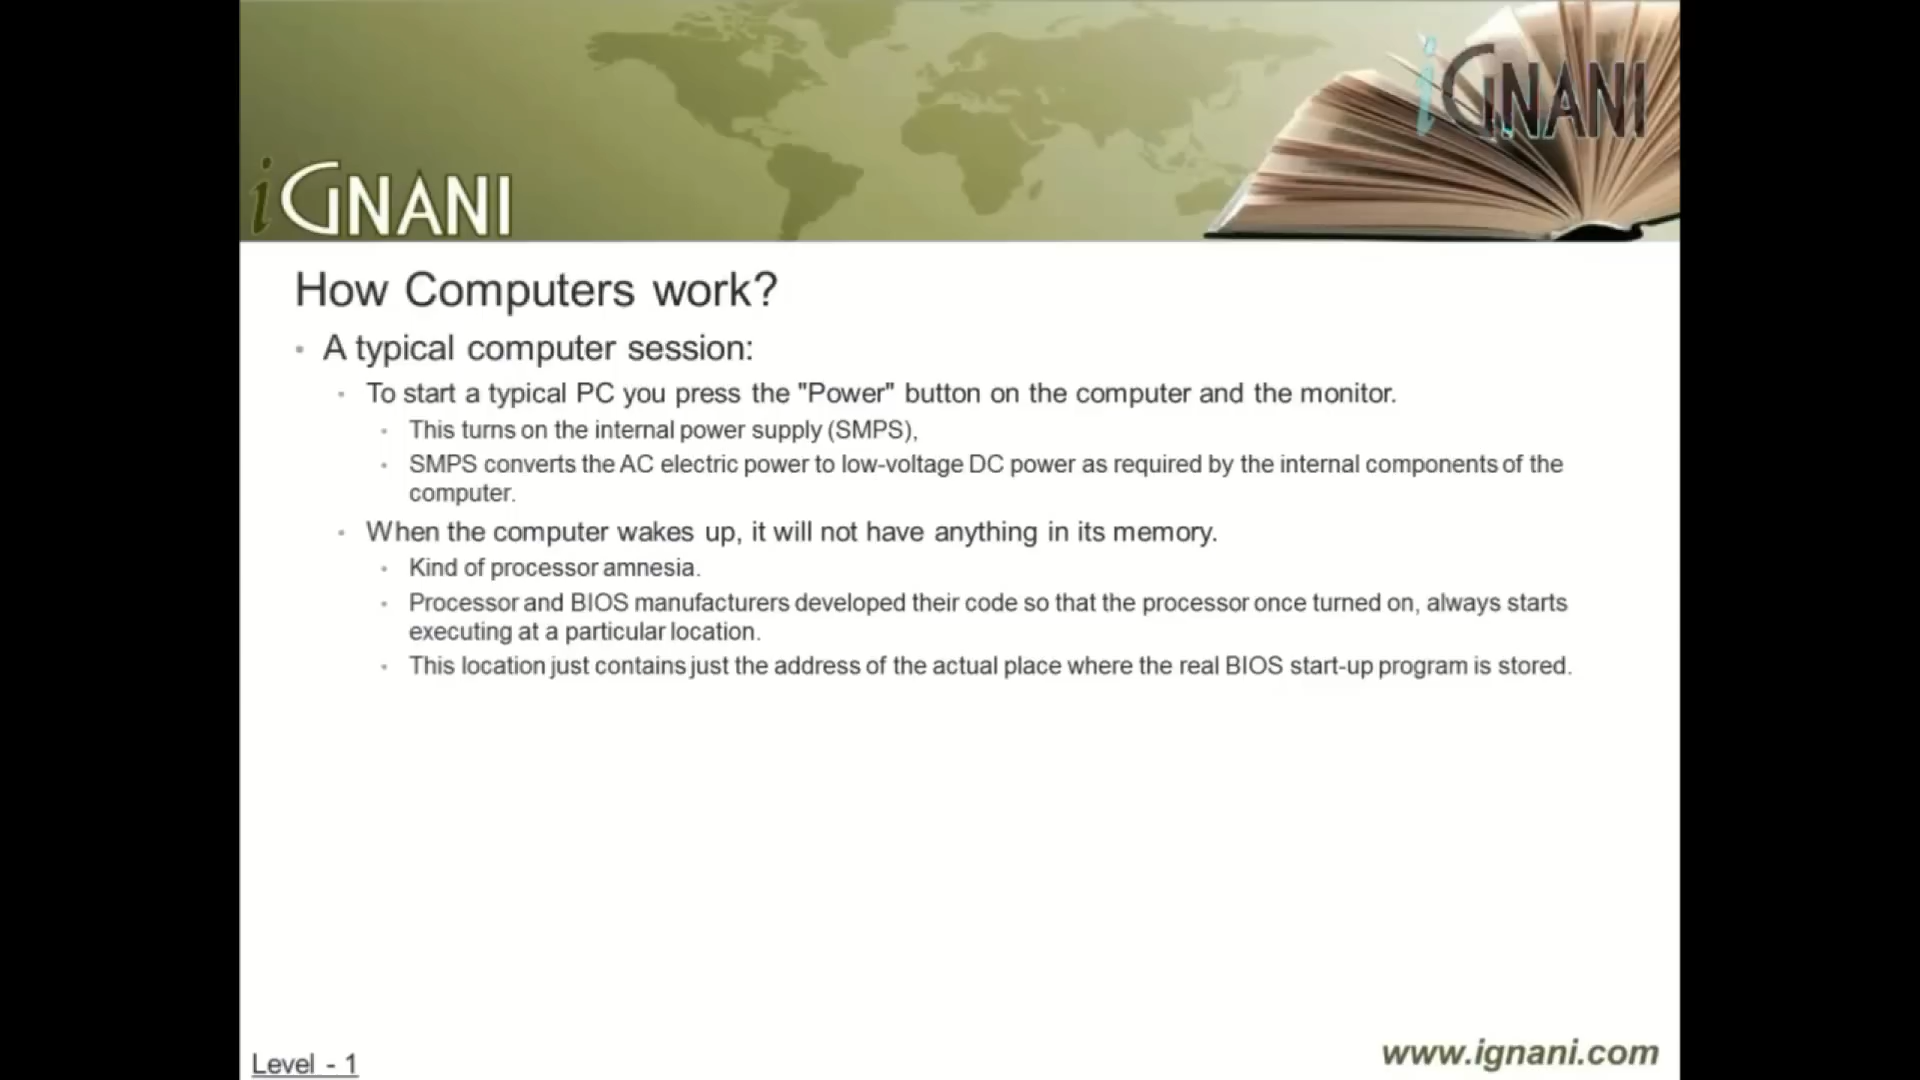 iGNANI
iGNANI
How Computers work?
• A typical computer session:
• To start a typical PC you press the "Power" button on the computer and the monitor.
• This turns on the internal power supply (SMPS),
• SMPS converts the AC electric power to low-voltage DC power as required by the internal components of the
computer.
• When the computer wakes up, it will not have anything in its memory.
• Kind of processor amnesia.
• Processor and BIOS manufacturers developed their code so that the processor once turned on, always starts
executing at a particular location.
• This location just contains just the address of the actual place where the real BIOS start-up program is stored.
Level - 1
www.ignani.com